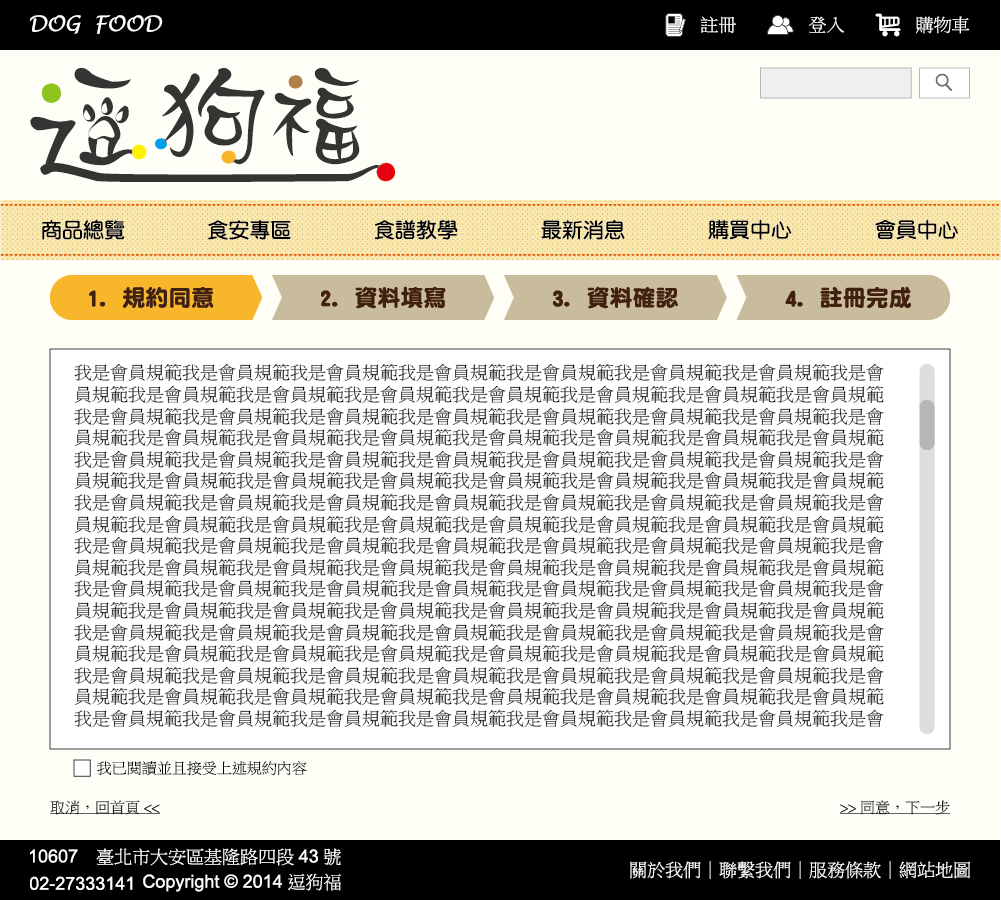 DOG FOOD 註冊 登入 購物車
逗狗福
商品總覽 食安專區 食譜教學 最新消息 購買中心 會員中心
1. 規約同意 2. 資料填寫 3. 資料確認 4. 註冊完成
我是會員規範我是會員規範我是會員規範我是會員規範我是會員規範我是會員規範我是會員規範我是會
員規範我是會員規範我是會員規範我是會員規範我是會員規範我是會員規範我是會員規範我是會員規範
我是會員規範我是會員規範我是會員規範我是會員規範我是會員規範我是會員規範我是會員規範我是會
員規範我是會員規範我是會員規範我是會員規範我是會員規範我是會員規範我是會員規範我是會員規範
我是會員規範我是會員規範我是會員規範我是會員規範我是會員規範我是會員規範我是會員規範我是會
員規範我是會員規範我是會員規範我是會員規範我是會員規範我是會員規範我是會員規範我是會員規範
我是會員規範我是會員規範我是會員規範我是會員規範我是會員規範我是會員規範我是會員規範我是會
員規範我是會員規範我是會員規範我是會員規範我是會員規範我是會員規範我是會員規範我是會員規範
我是會員規範我是會員規範我是會員規範我是會員規範我是會員規範我是會員規範我是會員規範我是會
員規範我是會員規範我是會員規範我是會員規範我是會員規範我是會員規範我是會員規範我是會員規範
我是會員規範我是會員規範我是會員規範我是會員規範我是會員規範我是會員規範我是會員規範我是會
員規範我是會員規範我是會員規範我是會員規範我是會員規範我是會員規範我是會員規範我是會員規範
我是會員規範我是會員規範我是會員規範我是會員規範我是會員規範我是會員規範我是會員規範我是會
員規範我是會員規範我是會員規範我是會員規範我是會員規範我是會員規範我是會員規範我是會員規範
我是會員規範我是會員規範我是會員規範我是會員規範我是會員規範我是會員規範我是會員規範我是會
員規範我是會員規範我是會員規範我是會員規範我是會員規範我是會員規範我是會員規範我是會員規範
我是會員規範我是會員規範我是會員規範我是會員規範我是會員規範我是會員規範我是會員規範我是會
我已閱讀並且接受上述規約內容
取消，回首頁 << >> 同意，下一步
10607 臺北市大安區基隆路四段 43 號
02-27333141 Copyright © 2014 逗狗福
關於我們｜聯繫我們｜服務條款｜網站地圖